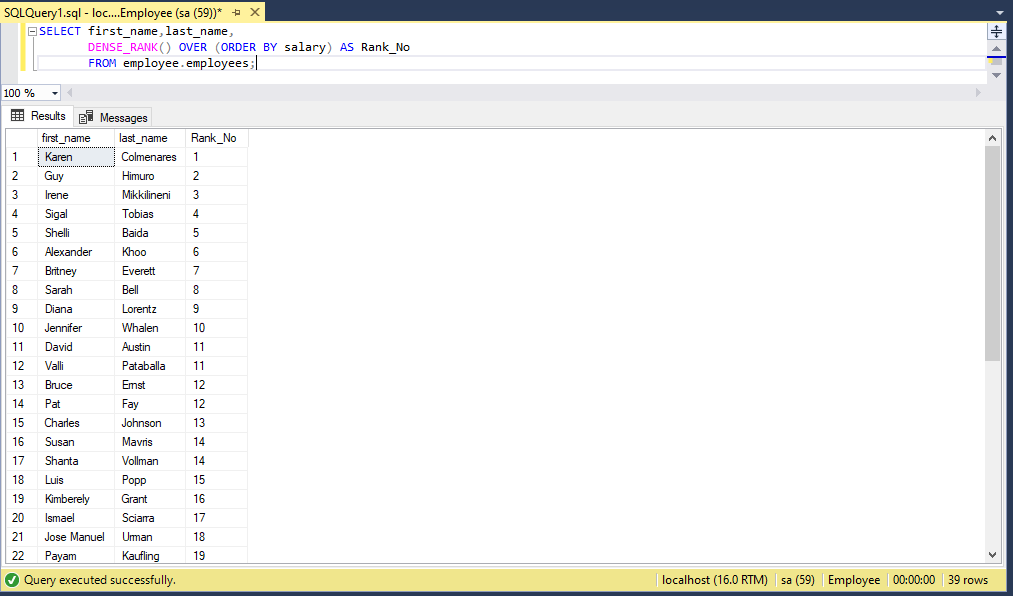 SQLQuery1.sql - loc....Employee (sa (59))*
SELECT first_name,last_name,
DENSE_RANK() OVER (ORDER BY salary) AS Rank_No
FROM employee.employees;
100 %
Results Messages
first_name last_name Rank_No
1 Karen Colmenares 1
2 Guy Himuro 2
3 Irene Mikkilineni 3
4 Sigal Tobias 4
5 Shelli Baida 5
6 Alexander Khoo 6
7 Britney Everett 7
8 Sarah Bell 8
9 Diana Lorentz 9
10 Jennifer Whalen 10
11 David Austin 11
12 Valli Pataballa 11
13 Bruce Ernst 12
14 Pat Fay 12
15 Charles Johnson 13
16 Susan Mavris 14
17 Shanta Vollman 14
18 Luis Popp 15
19 Kimberely Grant 16
20 Ismael Sciarra 17
21 Jose Manuel Urman 18
22 Payam Kaufling 19
Query executed successfully. localhost (16.0 RTM) sa (59) Employee 00:00:00 39 rows